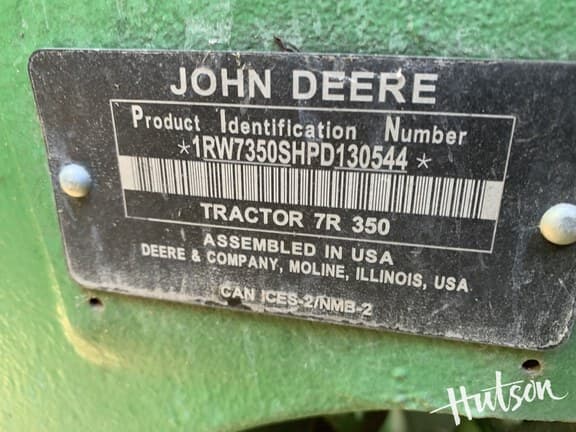 JOHN DEERE
Product Identification Number
*1RW7350SHPD130544*
TRACTOR 7R 350
ASSEMBLED IN USA
DEERE & COMPANY, MOLINE, ILLINOIS, USA
CAN ICES-2/NMB-2
Hutson